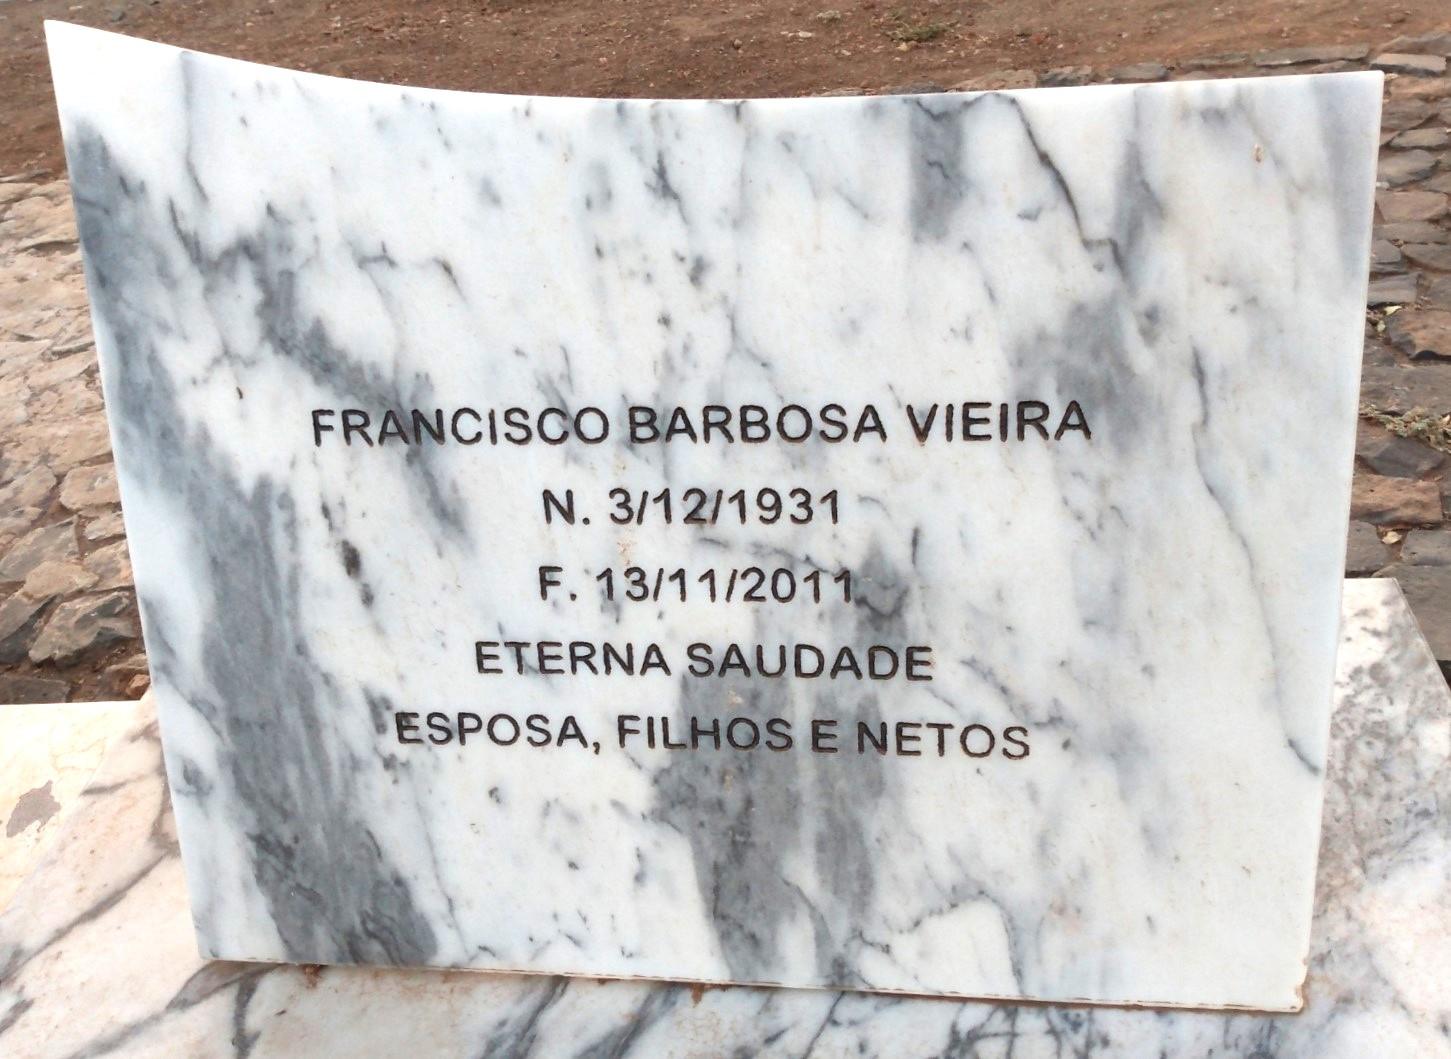 FRANCISCO BARBOSA VIEIRA
N. 3/12/1931
F. 13/11/2011
ETERNA SAUDADE
ESPOSA, FILHOS E NETOS